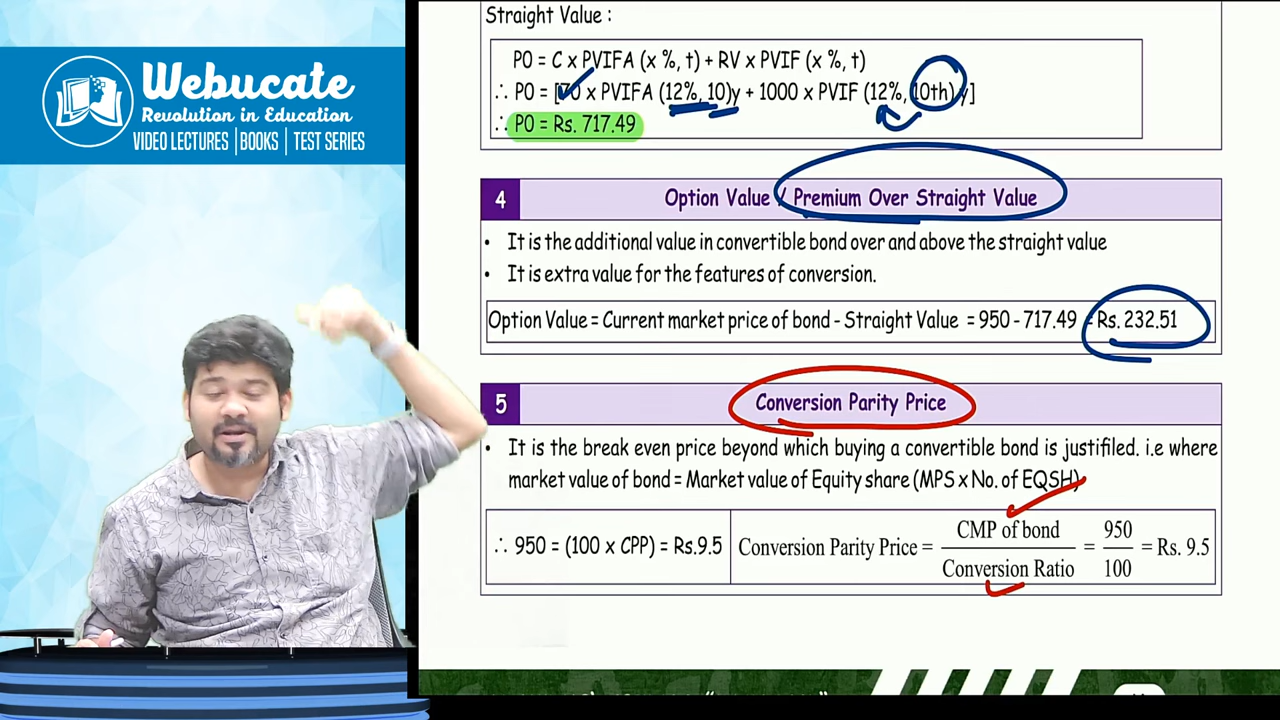 Webucate
Revolution in Education
VIDEO LECTURES | BOOKS | TEST SERIES
Straight Value :
P0 = C x PVIFA (x %, t) + RV x PVIF (x %, t)
∴ P0 = [70 x PVIFA (12%, 10)y + 1000 x PVIF (12%, 10th) y]
∴ P0 = Rs. 717.49
4
Option Value / Premium Over Straight Value
• It is the additional value in convertible bond over and above the straight value
• It is extra value for the features of conversion.
Option Value = Current market price of bond - Straight Value = 950 - 717.49 = Rs. 232.51
5
Conversion Parity Price
• It is the break even price beyond which buying a convertible bond is justified. i.e where
market value of bond = Market value of Equity share (MPS x No. of EQSH)
∴ 950 = (100 x CPP) = Rs.9.5
Conversion Parity Price = CMP of bond / Conversion Ratio = 950 / 100 = Rs. 9.5